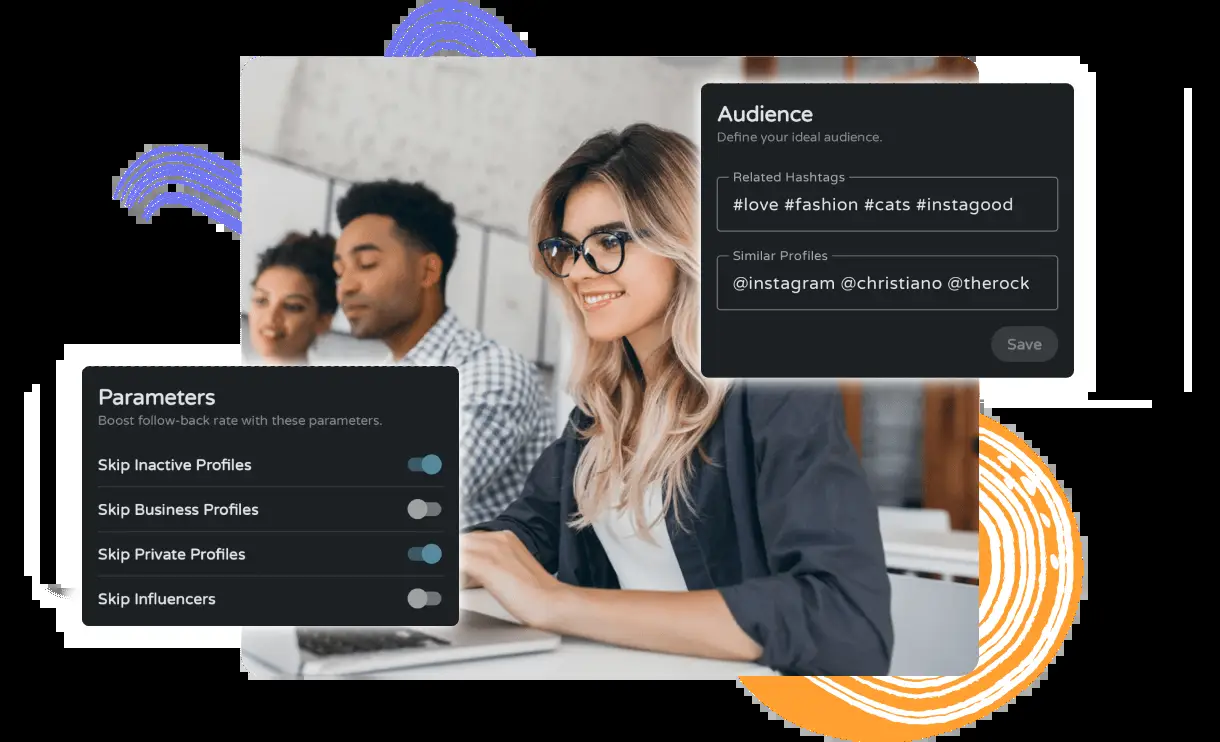 Audience
Define your ideal audience.
Related Hashtags
#love #fashion #cats #instagood
Similar Profiles
@instagram @christiano @therock
Save
Parameters
Boost follow-back rate with these parameters.
Skip Inactive Profiles
Skip Business Profiles
Skip Private Profiles
Skip Influencers